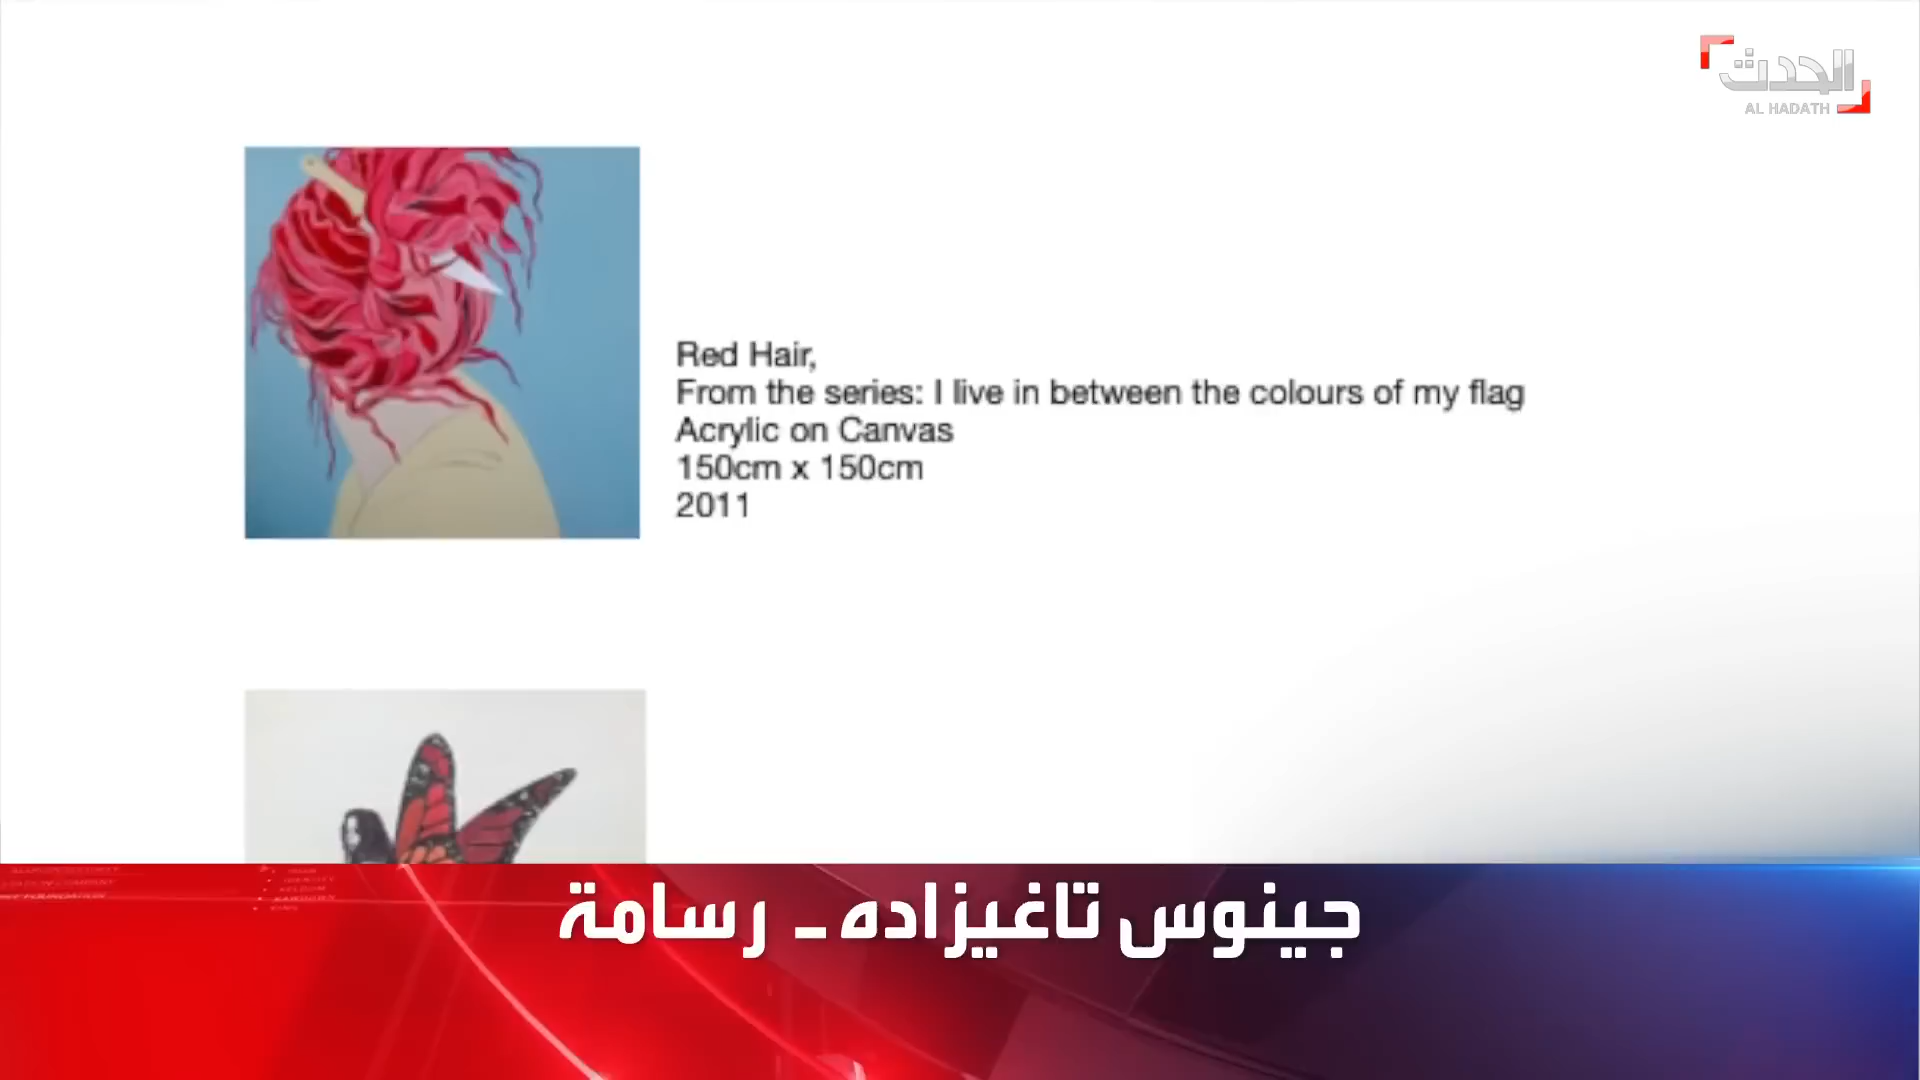 الحدث
AL HADATH
Red Hair,
From the series: I live in between the colours of my flag
Acrylic on Canvas
150cm x 150cm
2011
جينوس تاغيزاده - رسامة